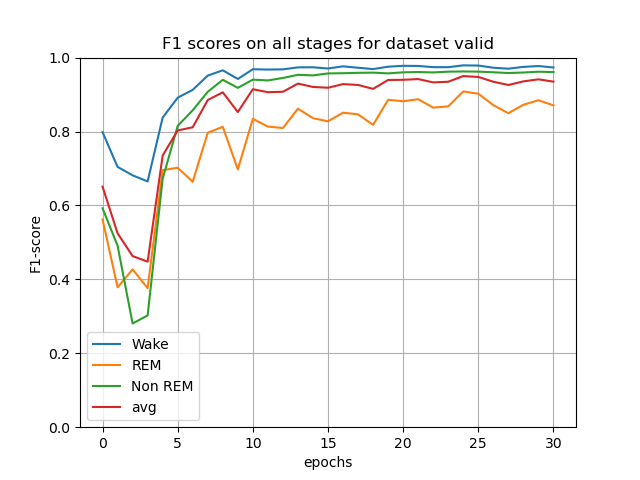 F1 scores on all stages for dataset valid
1.0
0.8
0.6
0.4
0.2
0.0
F1-score
Wake
REM
Non REM
avg
0 5 10 15 20 25 30
epochs